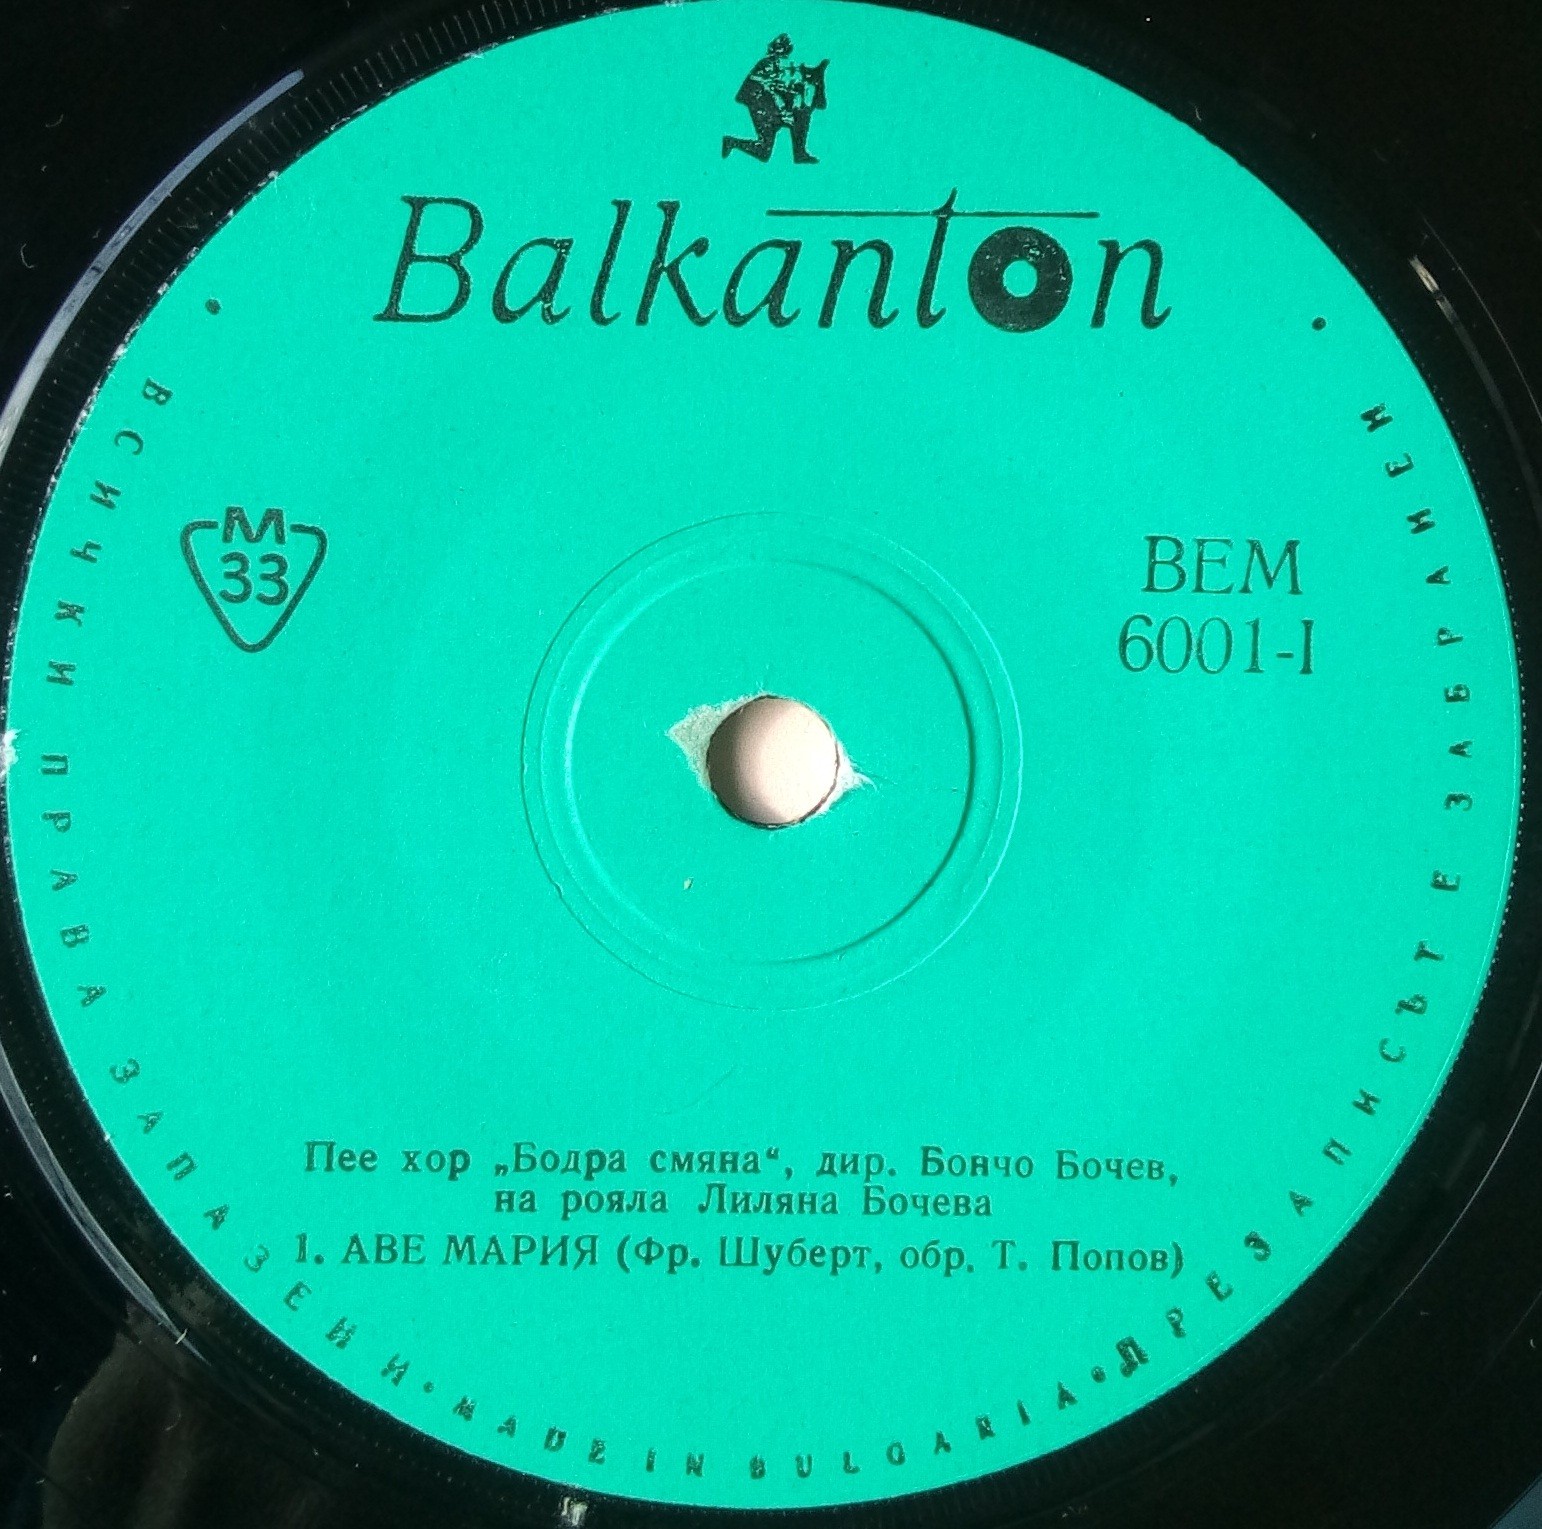 Balkanton
M
33
BEM
6001-I
Пее хор „Бодра смяна“, дир. Бончо Бочев,
на рояла Лиляна Бочева
1. АВЕ МАРИЯ (Фр. Шуберт, обр. Т. Попов)
• ВСИЧКИ ПРАВА ЗАПАЗЕНИ • MADE IN BULGARIA • ПРЕЗАПИСЪТ Е ЗАБРАНЕН •